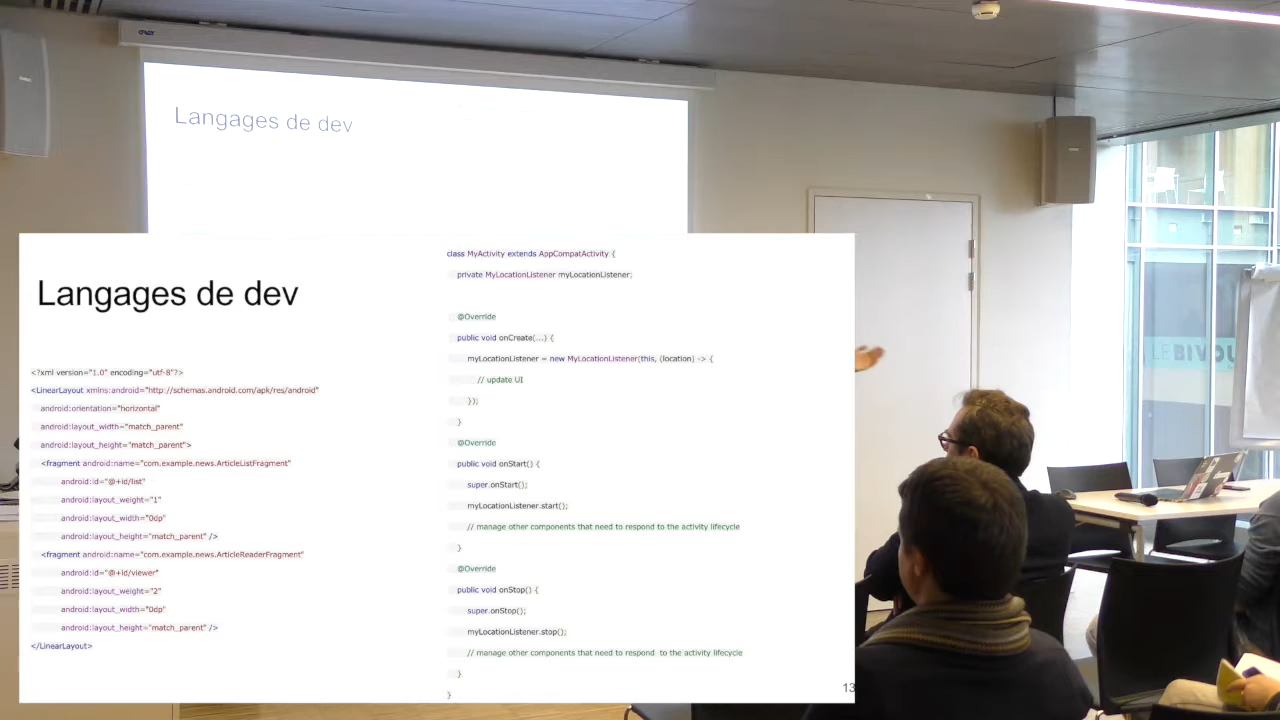 Langages de dev
Langages de dev
<?xml version="1.0" encoding="utf-8"?>
<LinearLayout xmlns:android="http://schemas.android.com/apk/res/android"
android:orientation="horizontal"
android:layout_width="match_parent"
android:layout_height="match_parent">
<fragment android:name="com.example.news.ArticleListFragment"
android:id="@+id/list"
android:layout_weight="1"
android:layout_width="0dp"
android:layout_height="match_parent" />
<fragment android:name="com.example.news.ArticleReaderFragment"
android:id="@+id/viewer"
android:layout_weight="2"
android:layout_width="0dp"
android:layout_height="match_parent" />
</LinearLayout>
class MyActivity extends AppCompatActivity {
private MyLocationListener myLocationListener;
@Override
public void onCreate(...) {
myLocationListener = new MyLocationListener(this, (location) -> {
// update UI
});
}
@Override
public void onStart() {
super.onStart();
myLocationListener.start();
// manage other components that need to respond to the activity lifecycle
}
@Override
public void onStop() {
super.onStop();
myLocationListener.stop();
// manage other components that need to respond to the activity lifecycle
}
}
13